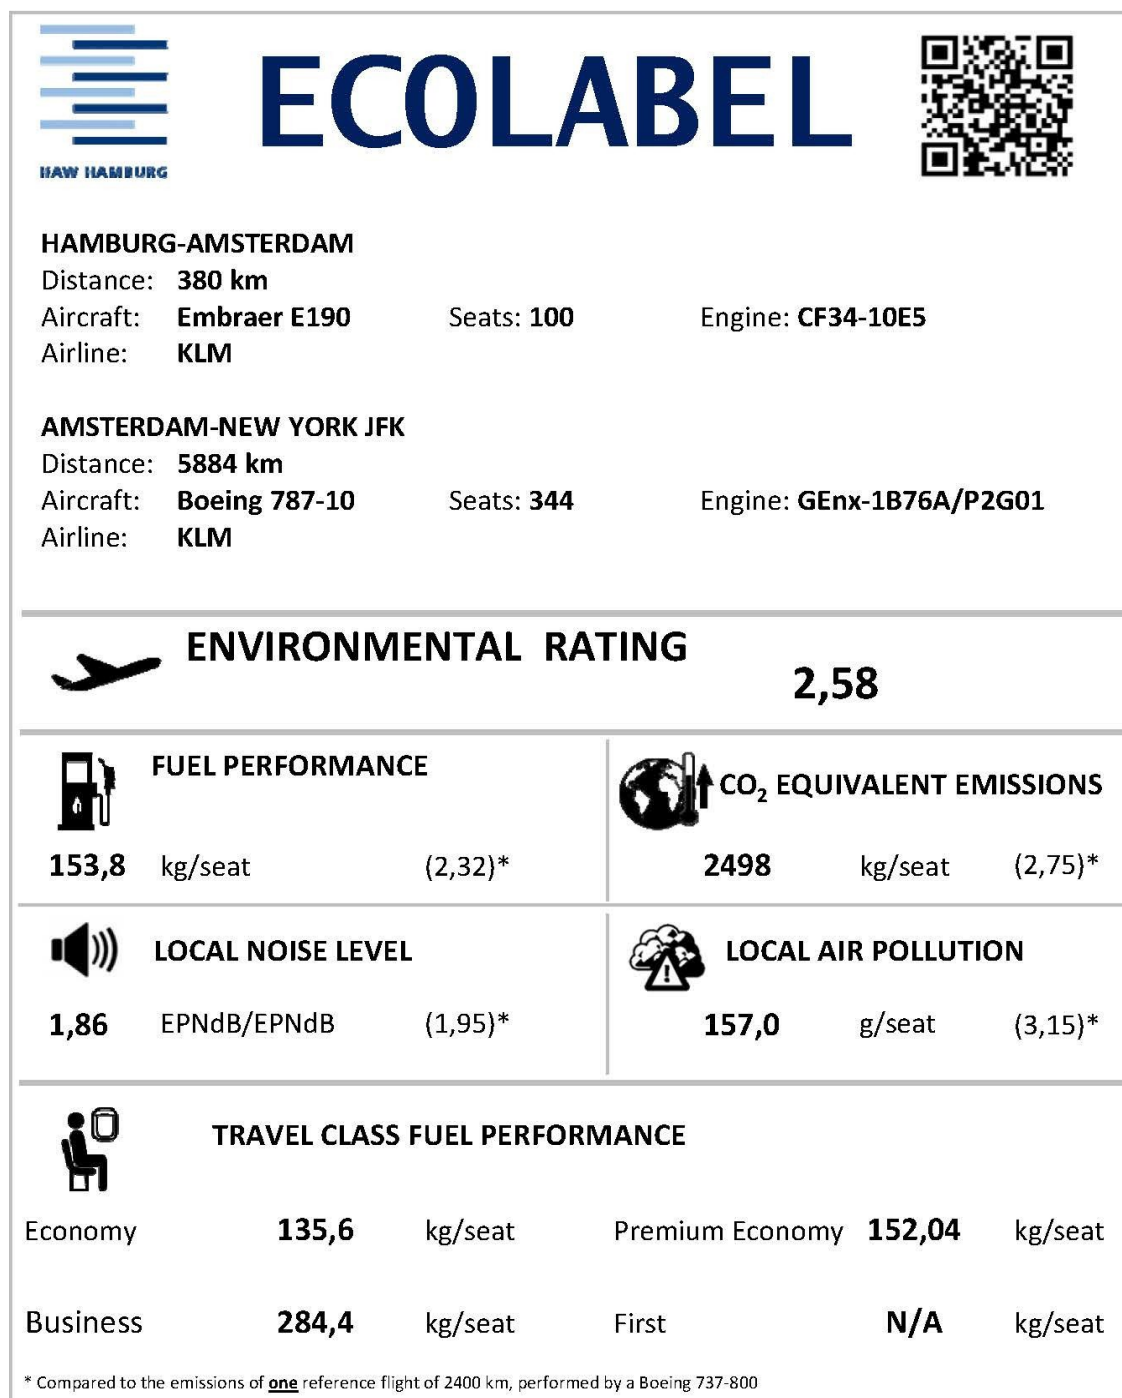 ECOLABEL
HAW HAMBURG
HAMBURG-AMSTERDAM
Distance: 380 km
Aircraft: Embraer E190 Seats: 100 Engine: CF34-10E5
Airline: KLM
AMSTERDAM-NEW YORK JFK
Distance: 5884 km
Aircraft: Boeing 787-10 Seats: 344 Engine: GEnx-1B76A/P2G01
Airline: KLM
ENVIRONMENTAL RATING
2,58
FUEL PERFORMANCE
153,8 kg/seat (2,32)*
CO₂ EQUIVALENT EMISSIONS
2498 kg/seat (2,75)*
LOCAL NOISE LEVEL
1,86 EPNdB/EPNdB (1,95)*
LOCAL AIR POLLUTION
157,0 g/seat (3,15)*
TRAVEL CLASS FUEL PERFORMANCE
Economy 135,6 kg/seat Premium Economy 152,04 kg/seat
Business 284,4 kg/seat First N/A kg/seat
* Compared to the emissions of one reference flight of 2400 km, performed by a Boeing 737-800